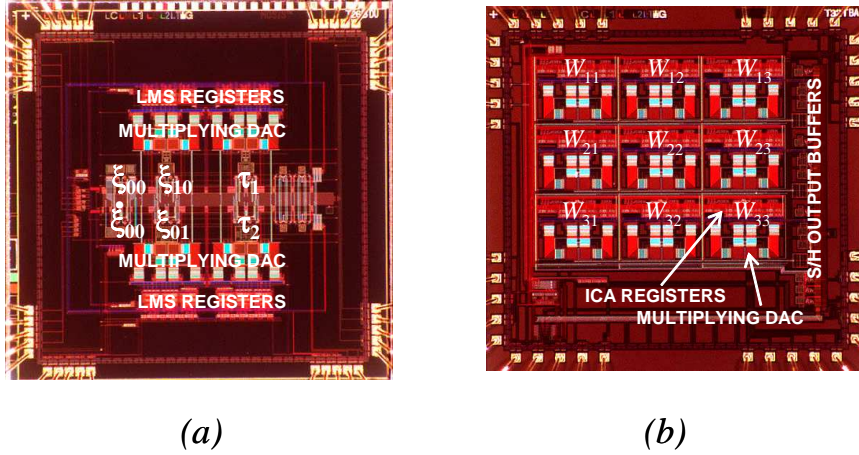 LMS REGISTERS
MULTIPLYING DAC
ξ00 ξ10 τ1
ξ̇00 ξ01 τ2
MULTIPLYING DAC
LMS REGISTERS
(a)
W11 W12 W13
W21 W22 W23
W31 W32 W33
S/H OUTPUT BUFFERS
ICA REGISTERS
MULTIPLYING DAC
(b)